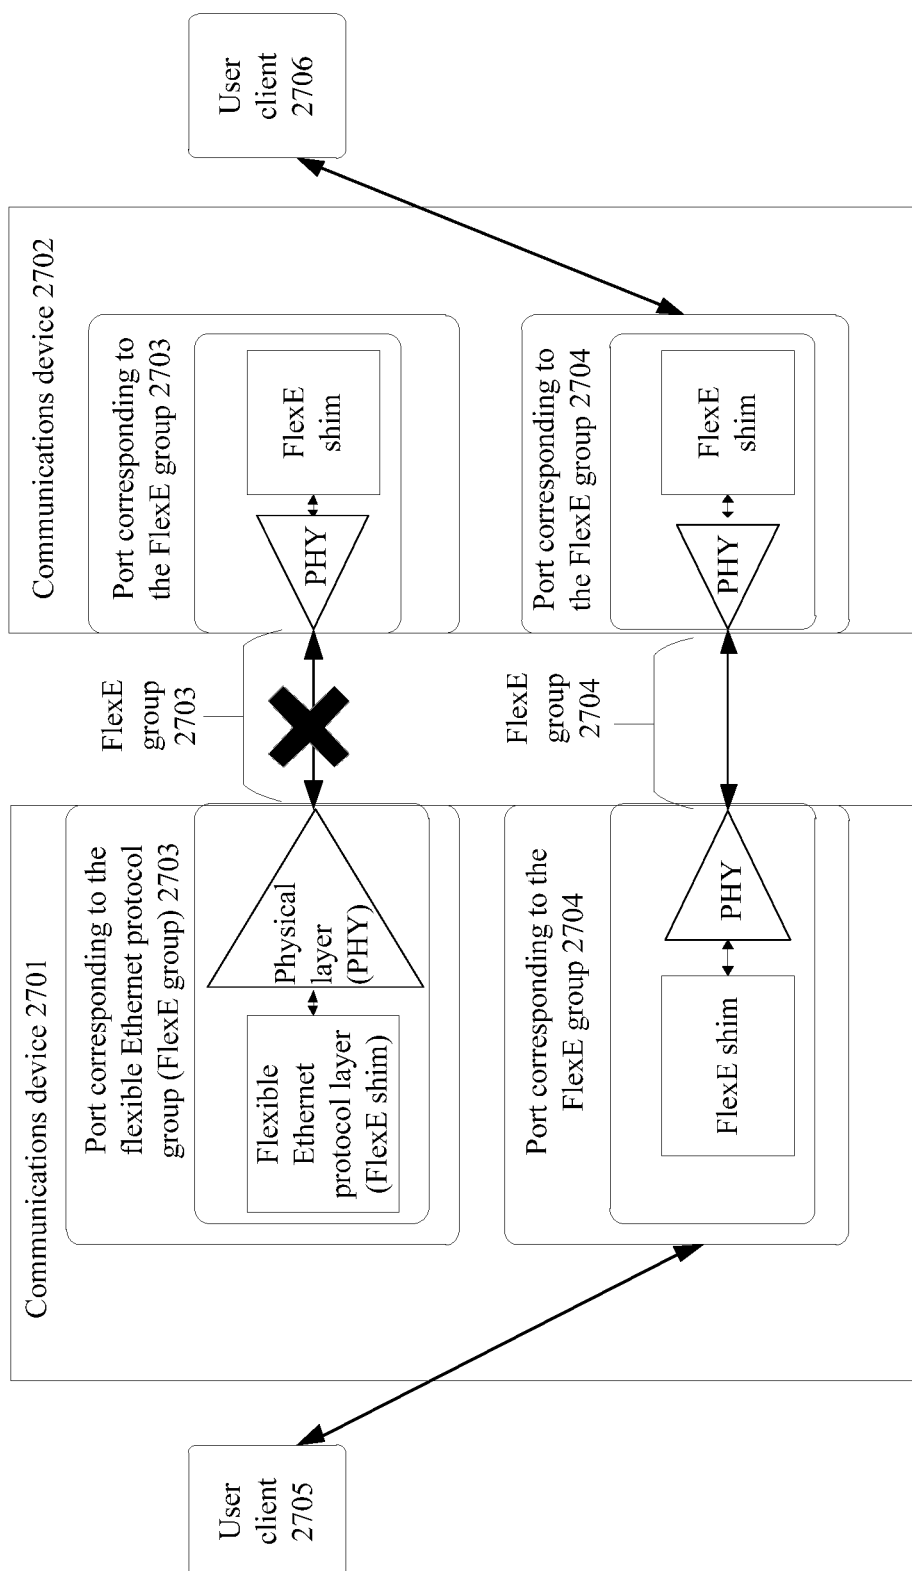 Communications device 2701
Port corresponding to the
flexible Ethernet protocol
group (FlexE group) 2703
Flexible
Ethernet
protocol layer
(FlexE shim)
Physical
layer
(PHY)
FlexE
group
2703
Communications device 2702
Port corresponding to
the FlexE group 2703
PHY
FlexE
shim
User
client
2706
User
client
2705
Port corresponding to the
FlexE group 2704
FlexE shim
PHY
FlexE
group
2704
Port corresponding to
the FlexE group 2704
PHY
FlexE
shim